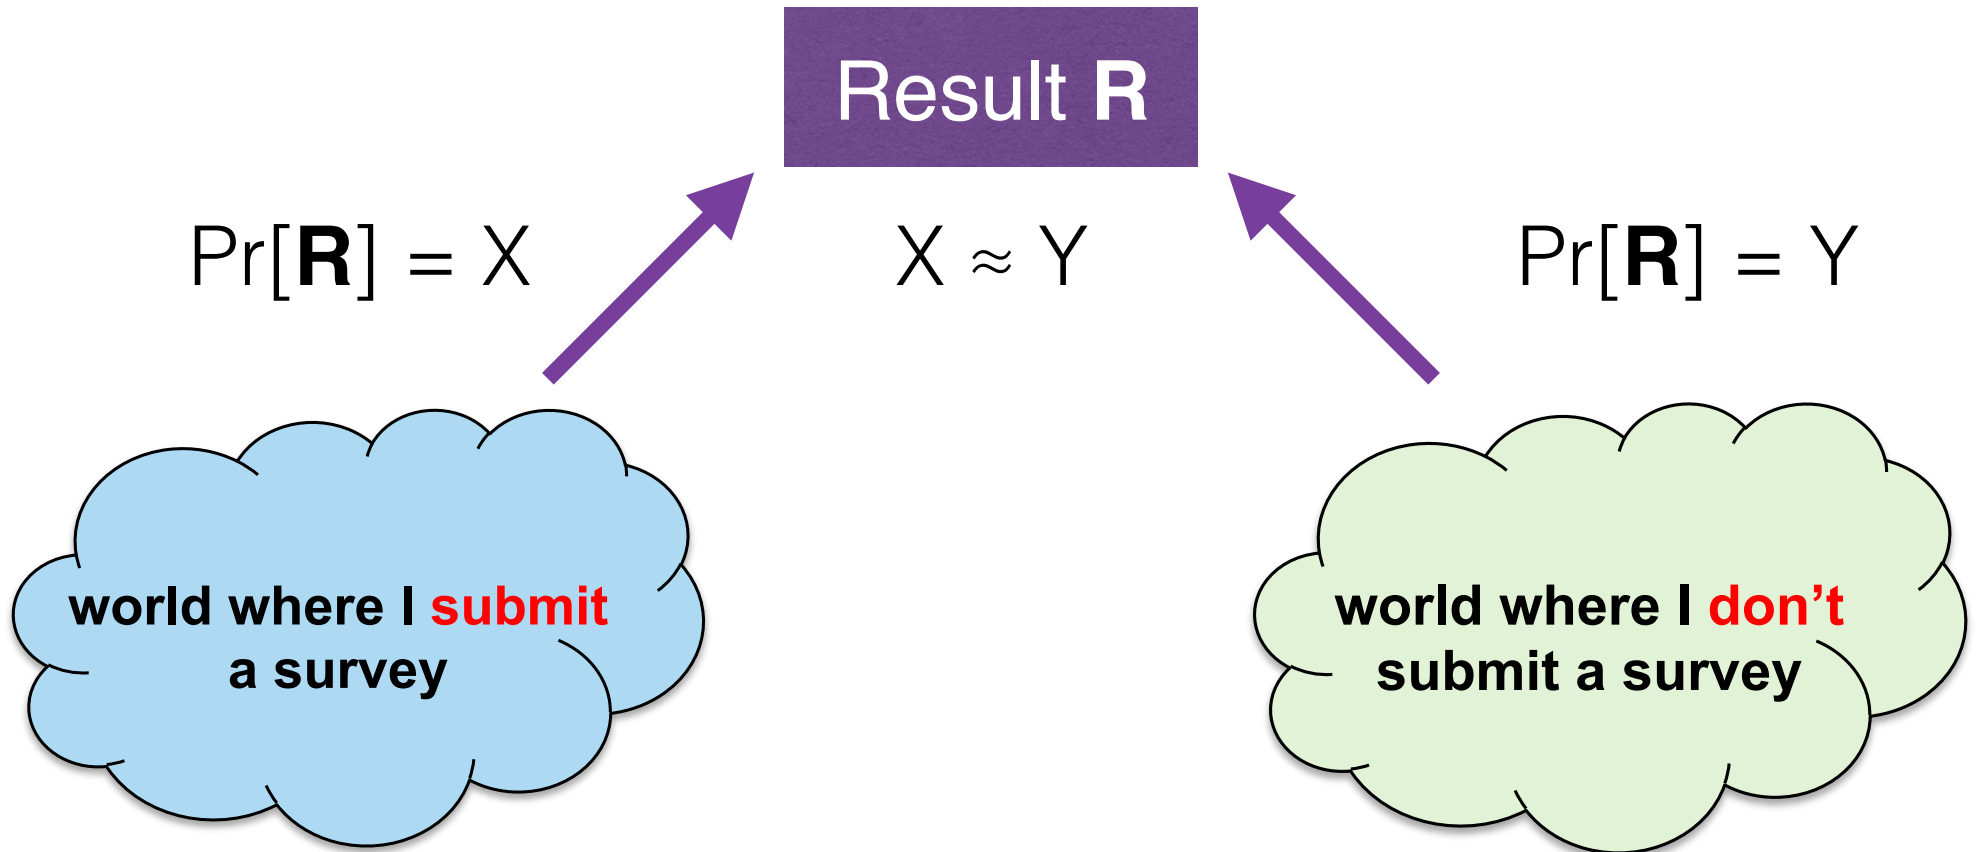 Result R
Pr[R] = X
X ≈ Y
Pr[R] = Y
world where I submit
a survey
world where I don’t
submit a survey